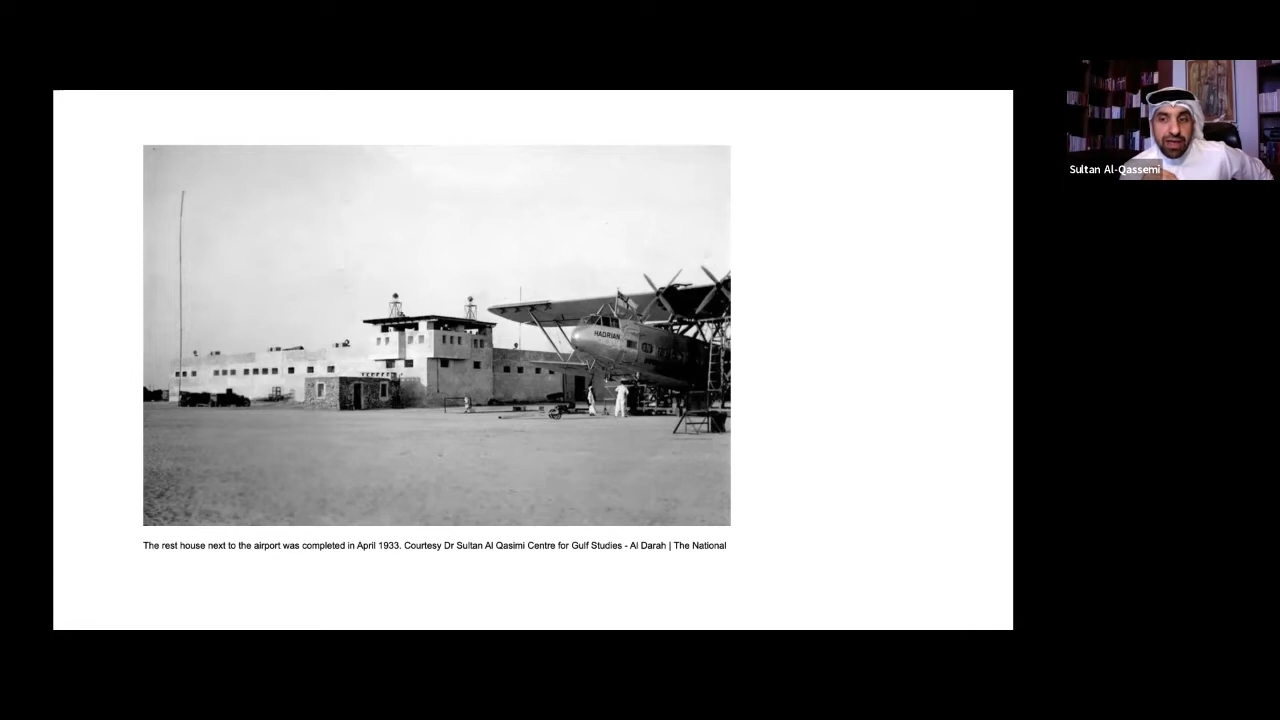 HADRIAN
The rest house next to the airport was completed in April 1933. Courtesy Dr Sultan Al Qasimi Centre for Gulf Studies - Al Darah | The National
Sultan Al-Qassemi